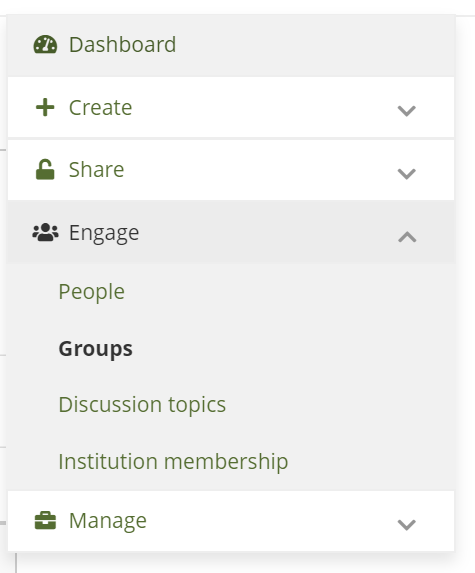 Dashboard
Create
Share
Engage
People
Groups
Discussion topics
Institution membership
Manage